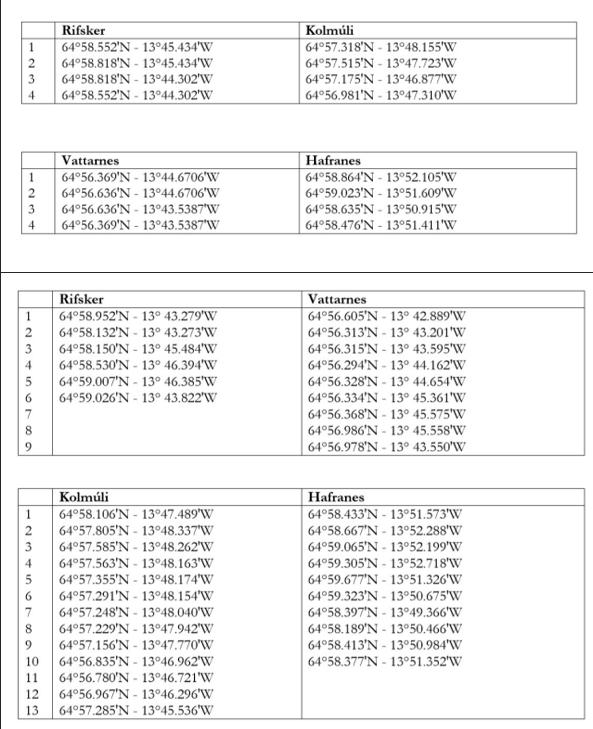 Rifsker Kolmúli
1 64°58.552'N - 13°45.434'W 64°57.318'N - 13°48.155'W
2 64°58.818'N - 13°45.434'W 64°57.515'N - 13°47.723'W
3 64°58.818'N - 13°44.302'W 64°57.175'N - 13°46.877'W
4 64°58.552'N - 13°44.302'W 64°56.981'N - 13°47.310'W
Vattarnes Hafranes
1 64°56.369'N - 13°44.6706'W 64°58.864'N - 13°52.105'W
2 64°56.636'N - 13°44.6706'W 64°59.023'N - 13°51.609'W
3 64°56.636'N - 13°43.5387'W 64°58.635'N - 13°50.915'W
4 64°56.369'N - 13°43.5387'W 64°58.476'N - 13°51.411'W
Rifsker Vattarnes
1 64°58.952'N - 13° 43.279'W 64°56.605'N - 13° 42.889'W
2 64°58.132'N - 13° 43.273'W 64°56.313'N - 13° 43.201'W
3 64°58.150'N - 13° 45.484'W 64°56.315'N - 13° 43.595'W
4 64°58.530'N - 13° 46.394'W 64°56.294'N - 13° 44.162'W
5 64°59.007'N - 13° 46.385'W 64°56.328'N - 13° 44.654'W
6 64°59.026'N - 13° 43.822'W 64°56.334'N - 13° 45.361'W
7 64°56.368'N - 13° 45.575'W
8 64°56.986'N - 13° 45.558'W
9 64°56.978'N - 13° 43.550'W
Kolmúli Hafranes
1 64°58.106'N - 13°47.489'W 64°58.433'N - 13°51.573'W
2 64°57.805'N - 13°48.337'W 64°58.667'N - 13°52.288'W
3 64°57.585'N - 13°48.262'W 64°59.065'N - 13°52.199'W
4 64°57.563'N - 13°48.163'W 64°59.305'N - 13°52.718'W
5 64°57.355'N - 13°48.174'W 64°59.677'N - 13°51.326'W
6 64°57.291'N - 13°48.154'W 64°59.323'N - 13°50.675'W
7 64°57.248'N - 13°48.040'W 64°58.397'N - 13°49.366'W
8 64°57.229'N - 13°47.942'W 64°58.189'N - 13°50.466'W
9 64°57.156'N - 13°47.770'W 64°58.413'N - 13°50.984'W
10 64°56.835'N - 13°46.962'W 64°58.377'N - 13°51.352'W
11 64°56.780'N - 13°46.721'W
12 64°56.967'N - 13°46.296'W
13 64°57.285'N - 13°45.536'W